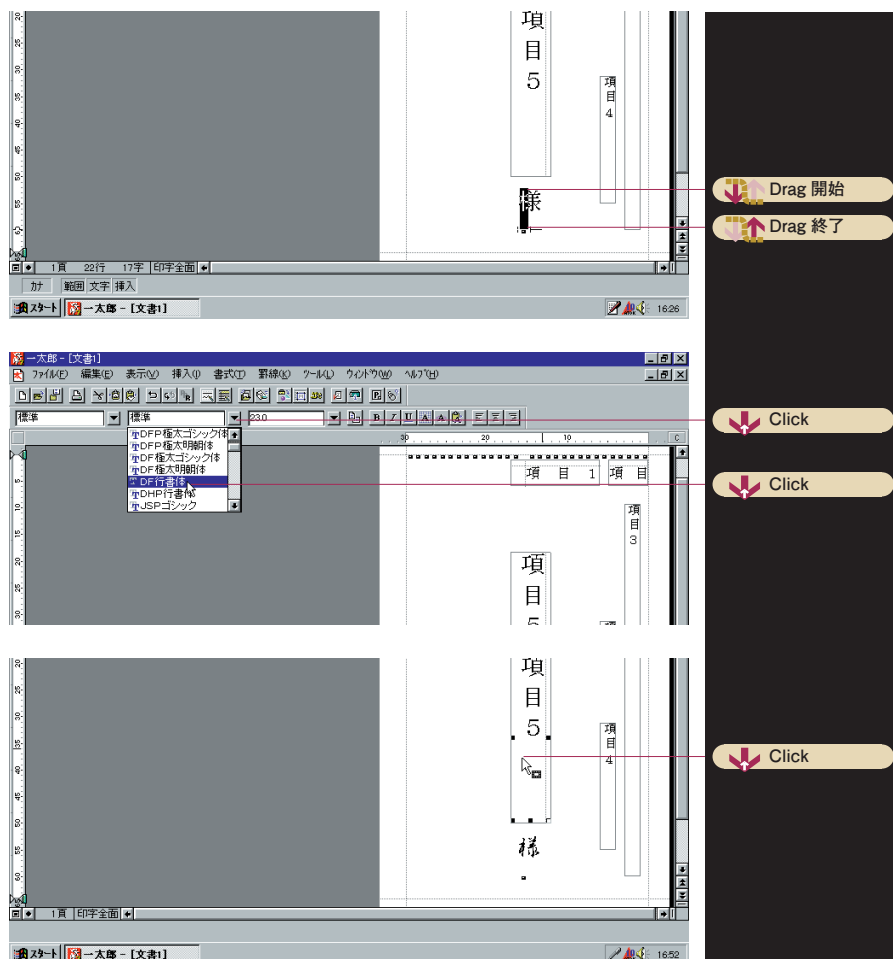 項目5
項目4
様
Drag 開始
Drag 終了
1頁 22行 17字 印字全面
カナ 範囲 文字 挿入
スタート 一太郎 - [文書1] 16:26
一太郎 - [文書1]
ファイル(F) 編集(E) 表示(V) 挿入(I) 書式(T) 罫線(K) ツール(L) ウィンドウ(W) ヘルプ(H)
標準 標準 23.0
Click
DFP極太ゴシック体
DFP極太明朝体
DF極太ゴシック体
DF極太明朝体
DF行書体
DHP行書体
JSPゴシック
Click
30 20 10
項目1 項目
項目3
項目5
項目5
項目4
Click
様
1頁 印字全面
スタート 一太郎 - [文書1] 16:52